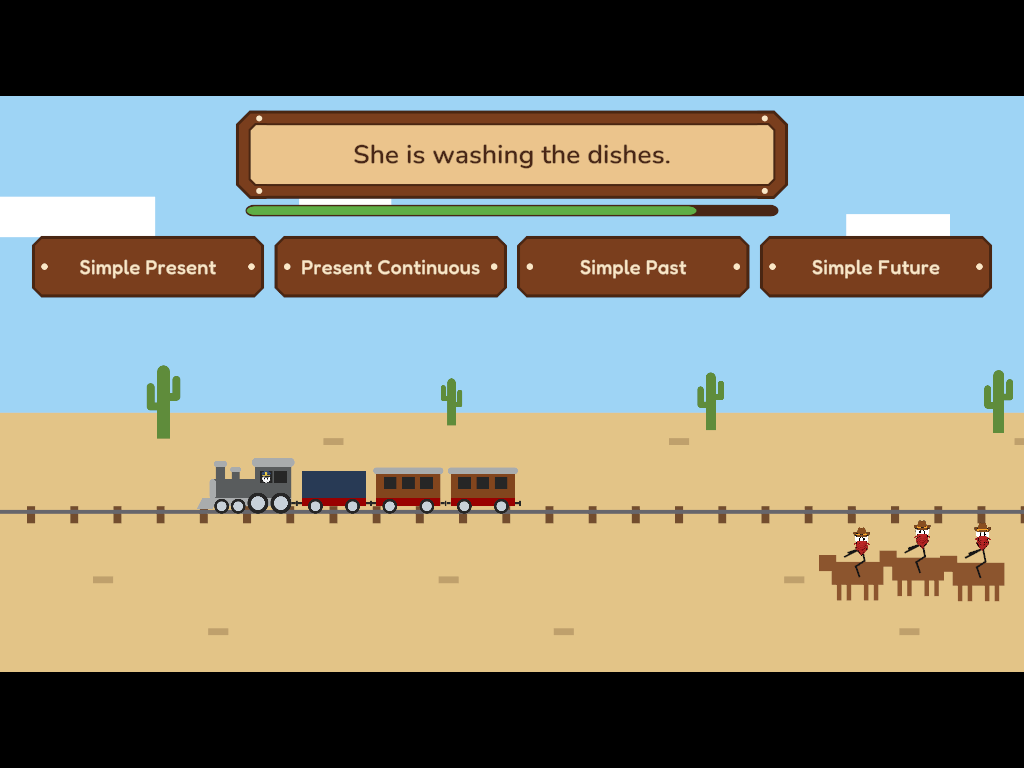 She is washing the dishes.
Simple Present
Present Continuous
Simple Past
Simple Future